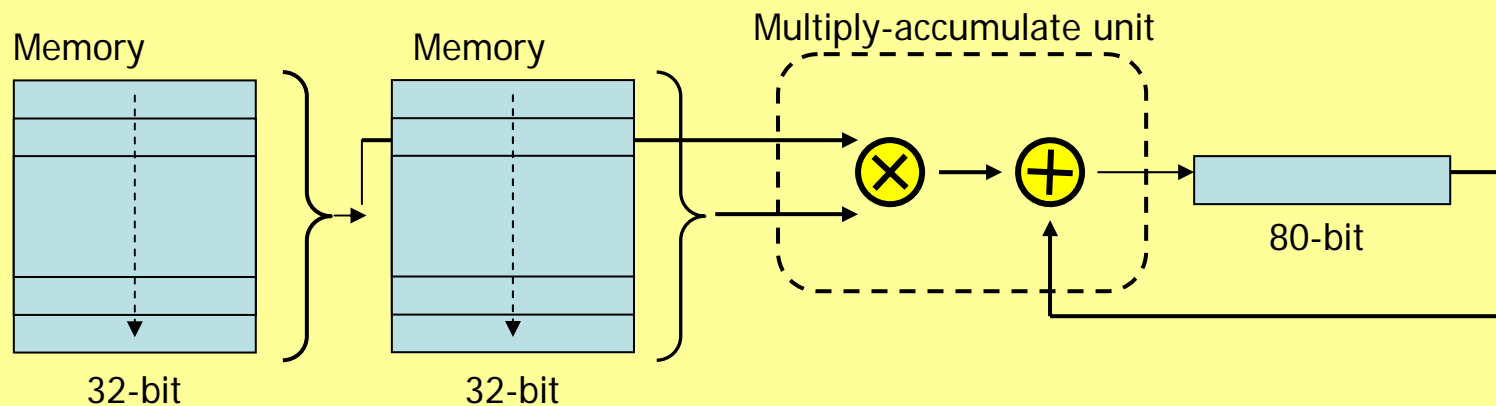 Multiply-accumulate unit
Memory
Memory
80-bit
32-bit
32-bit